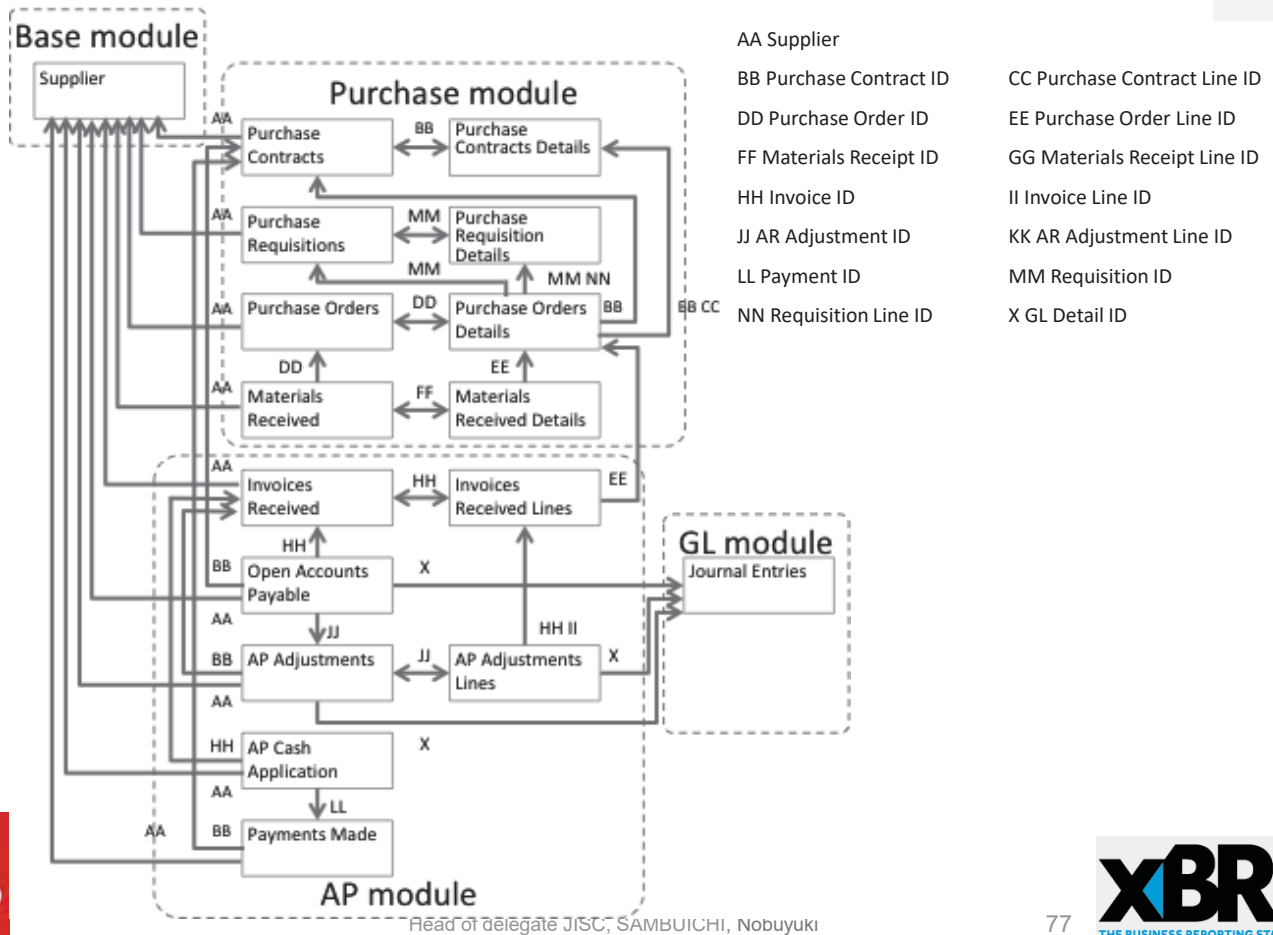 Base module
Supplier
Purchase module
AA
Purchase
Contracts
BB
Purchase
Contracts Details
AA
Purchase
Requisitions
MM
Purchase
Requisition
Details
MM
MM NN
AA
Purchase Orders
DD
Purchase Orders
Details
BB
BB CC
DD
EE
AA
Materials
Received
FF
Materials
Received Details
AA
Invoices
Received
HH
Invoices
Received Lines
EE
HH
BB
Open Accounts
Payable
X
AA
JJ
HH II
BB
AP Adjustments
JJ
AP Adjustments
Lines
X
AA
HH
AP Cash
Application
X
AA
LL
AA
BB
Payments Made
AP module
GL module
Journal Entries
AA Supplier
BB Purchase Contract ID
CC Purchase Contract Line ID
DD Purchase Order ID
EE Purchase Order Line ID
FF Materials Receipt ID
GG Materials Receipt Line ID
HH Invoice ID
II Invoice Line ID
JJ AR Adjustment ID
KK AR Adjustment Line ID
LL Payment ID
MM Requisition ID
NN Requisition Line ID
X GL Detail ID
Head of delegate JISC, SAMBUICHI, Nobuyuki
77
XBR
THE BUSINESS REPORTING STA